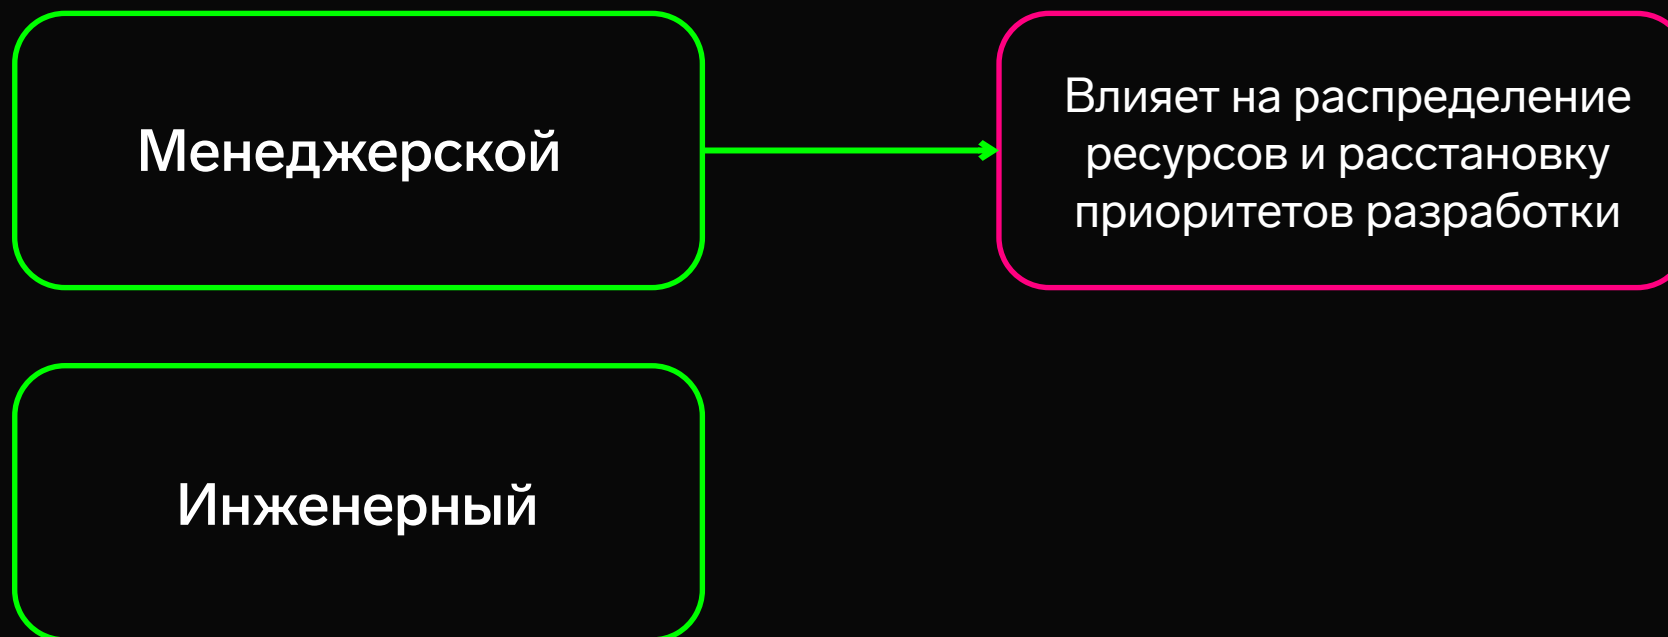 Менеджерской
Влияет на распределение
ресурсов и расстановку
приоритетов разработки
Инженерный